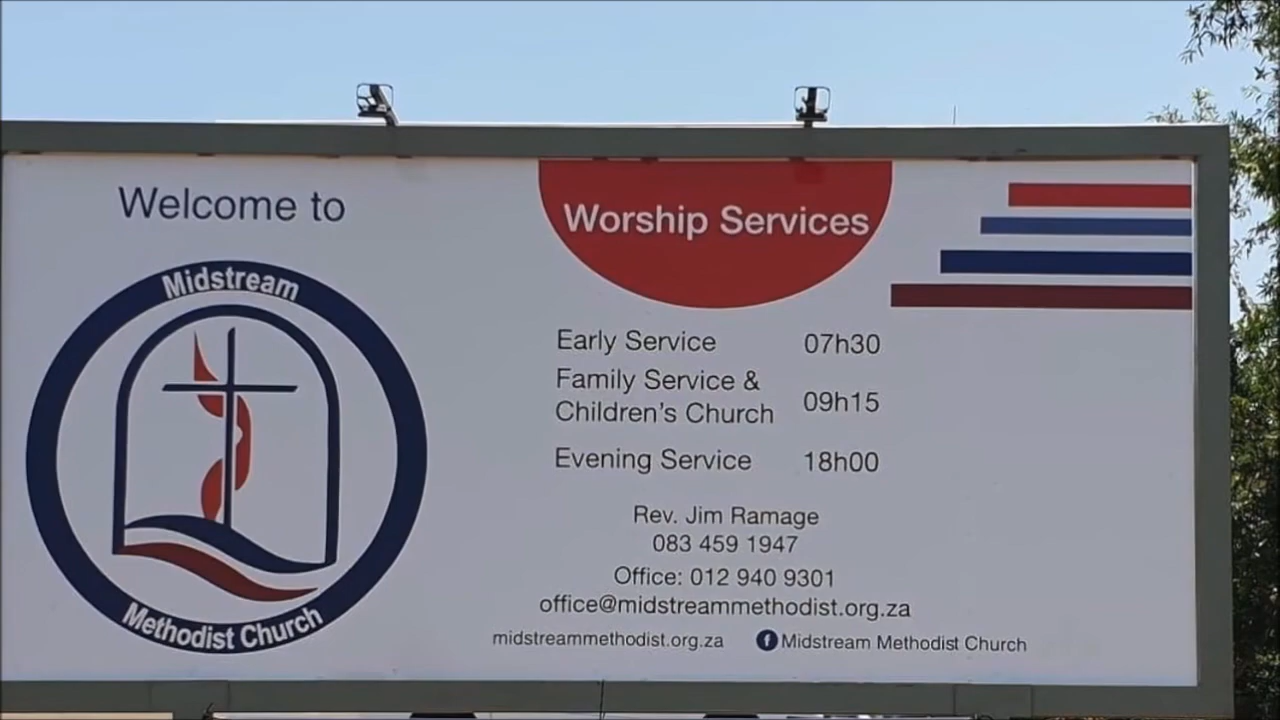 Welcome to
Midstream
Methodist Church
Worship Services
Early Service 07h30
Family Service &
Children's Church 09h15
Evening Service 18h00
Rev. Jim Ramage
083 459 1947
Office: 012 940 9301
office@midstreammethodist.org.za
midstreammethodist.org.za f Midstream Methodist Church